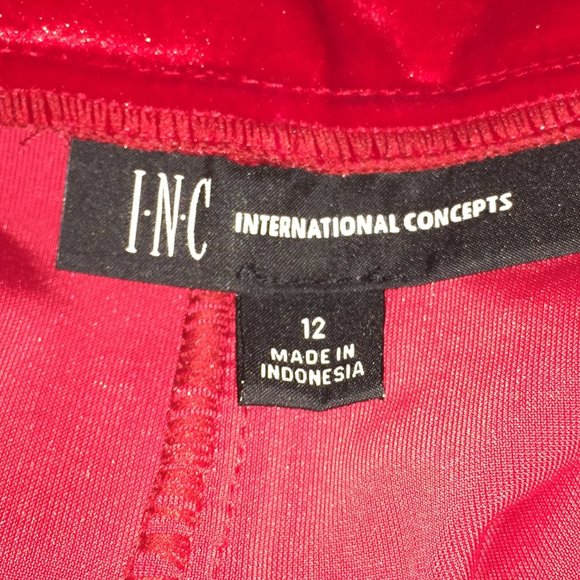 I·N·C INTERNATIONAL CONCEPTS
12
MADE IN
INDONESIA